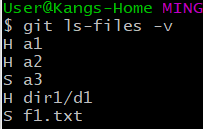 User@Kangs-Home MING
$ git ls-files -v
H a1
H a2
S a3
H dir1/d1
S f1.txt